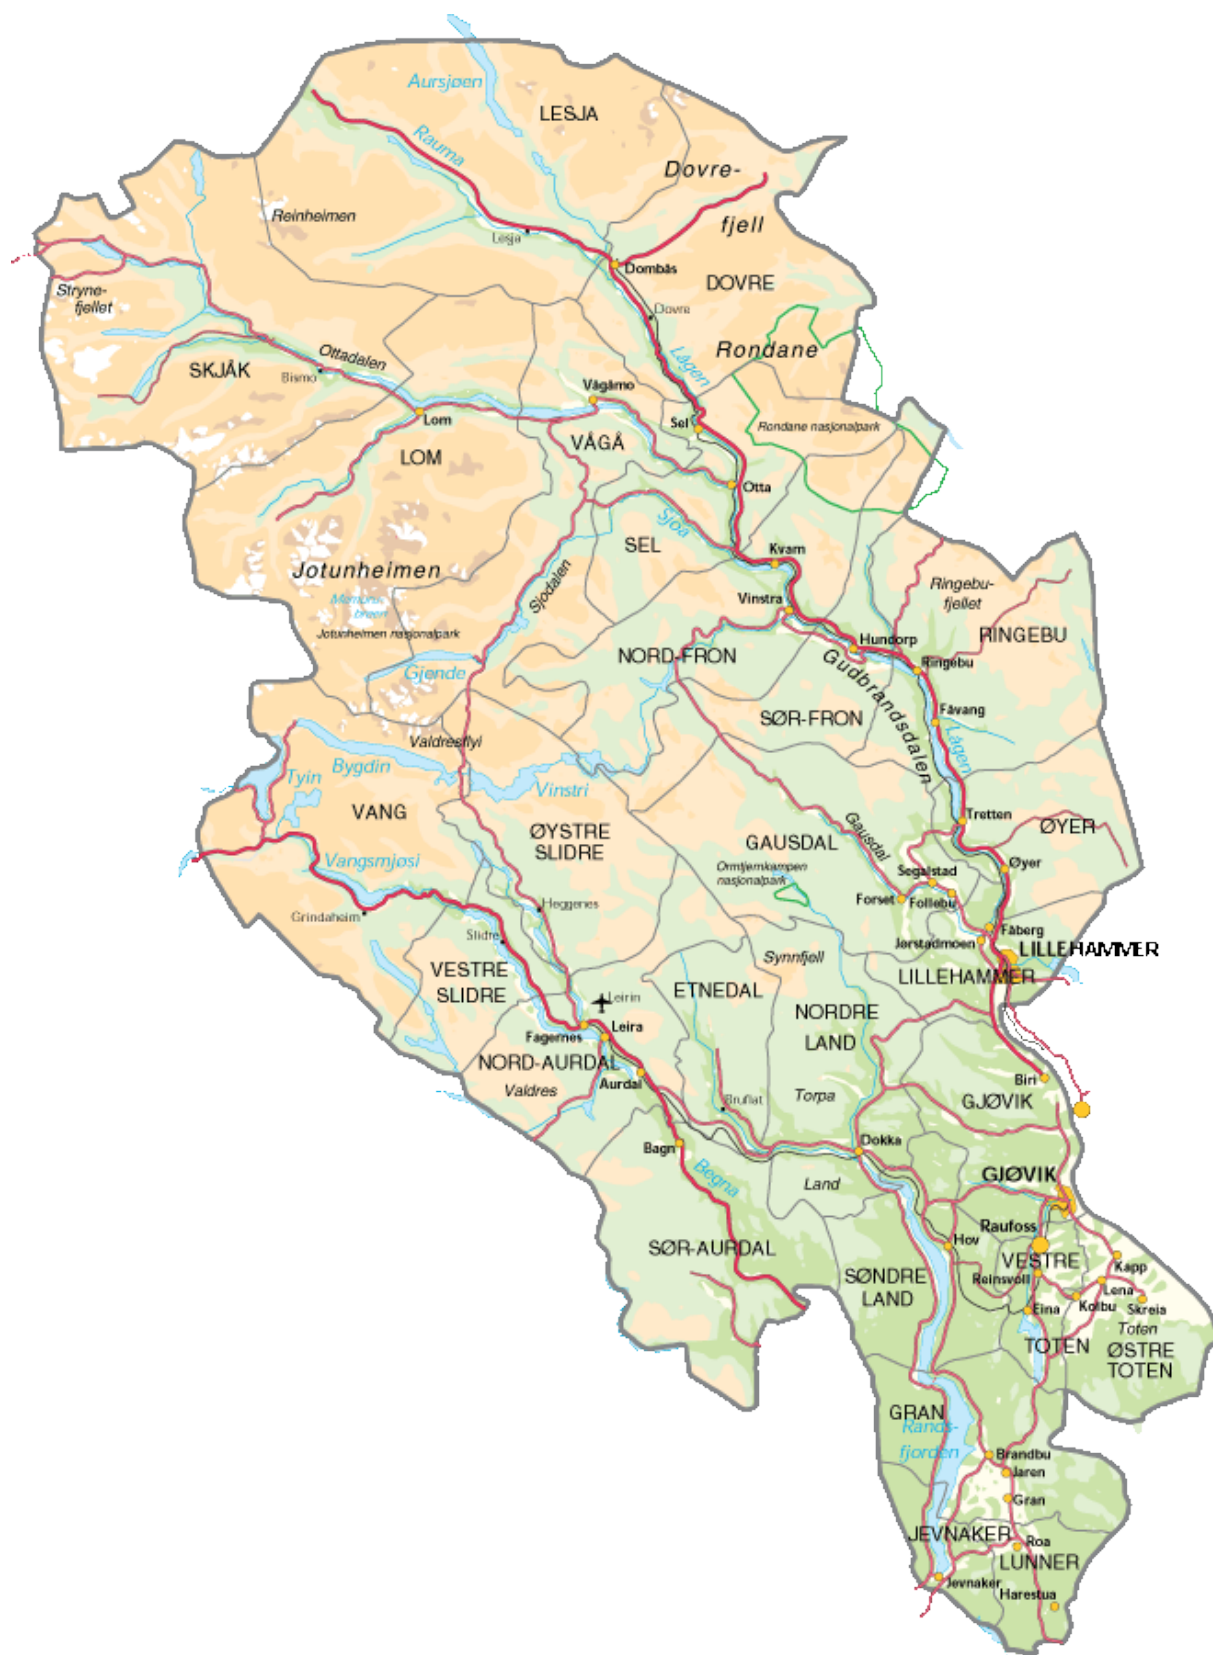 Aursjøen
LESJA
Rauma
Dovre-
fjell
Reinheimen
Lesja
Dombås
DOVRE
Stryne-
fjellet
Dovre
Rondane
Lågen
Ottadalen
SKJÅK
Bismo
Vågåmo
Lom
Sel
Rondane nasjonalpark
VÅGÅ
LOM
Otta
Sjoa
SEL
Kvam
Jotunheimen
Sjodalen
Vinstra
Ringebu-
fjellet
Jotunheimen nasjonalpark
Hundorp
RINGEBU
NORD-FRON
Ringebu
Gjende
Gudbrandsdalen
SØR-FRON
Fåvang
Valdresflyi
Lågen
Bygdin
Tyin
Vinstri
VANG
Tretten
ØYSTRE
SLIDRE
Gausdal
ØYER
GAUSDAL
Vangsmjøsi
Ormtjernkampen
nasjonalpark
Segalstad
Øyer
Forset
Follebu
Heggenes
Grindaheim
Fåberg
Slidre
Jørstadmoen
LILLEHAMMER
Synnfjell
VESTRE
SLIDRE
LILLEHAMMER
ETNEDAL
Leirin
NORDRE
LAND
Leira
Fagernes
NORD-AURDAL
Aurdal
Biri
Valdres
Bruflat
Torpa
GJØVIK
Dokka
Bagn
Begna
Land
GJØVIK
Raufoss
Hov
SØR-AURDAL
VESTRE
Kapp
SØNDRE
LAND
Reinsvoll
Lena
Eina
Kolbu
Skreia
Toten
TOTEN
ØSTRE
TOTEN
GRAN
Rands-
fjorden
Brandbu
Jaren
Gran
JEVNAKER
Roa
LUNNER
Jevnaker
Harestua